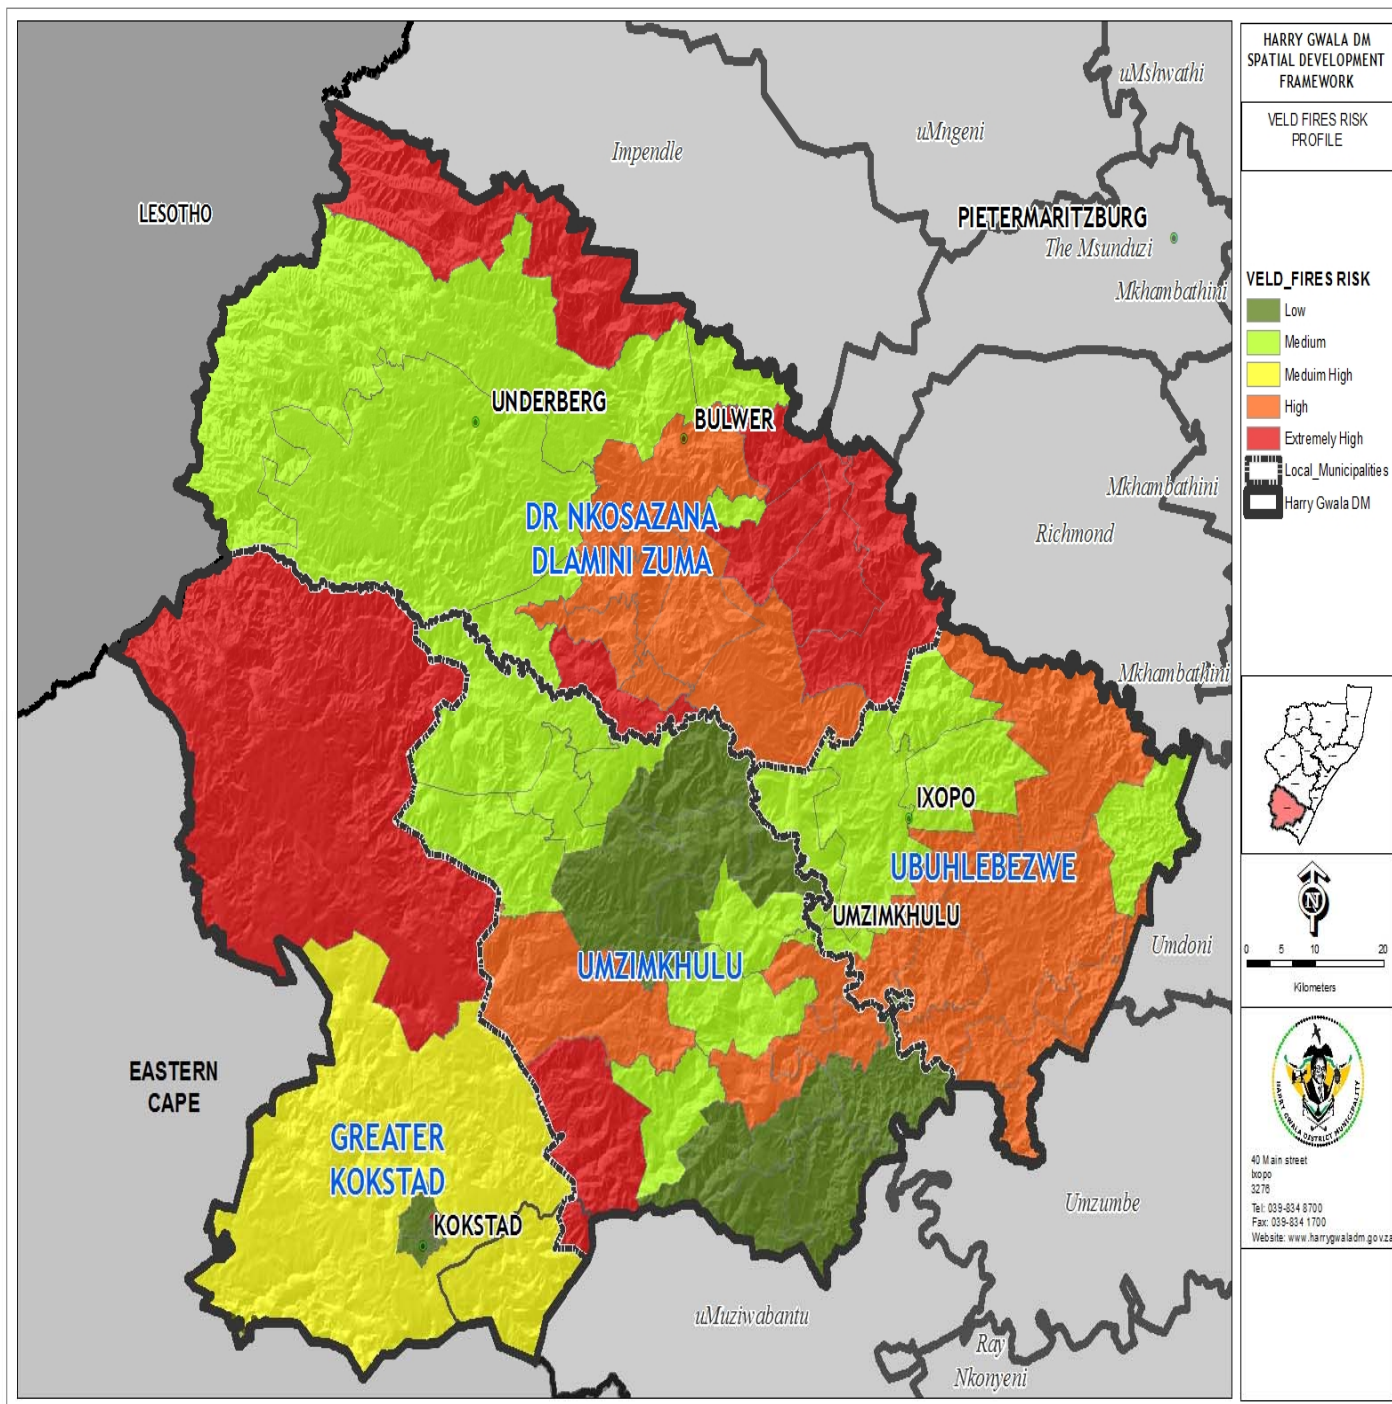 uMshwathi
uMngeni
Impendle
LESOTHO
PIETERMARITZBURG
The Msunduzi
Mkhambathini
UNDERBERG
BULWER
Mkhambathini
DR NKOSAZANA
DLAMINI ZUMA
Richmond
Mkhambathini
IXOPO
UBUHLEBEZWE
UMZIMKHULU
UMZIMKHULU
Umdoni
EASTERN
CAPE
GREATER
KOKSTAD
KOKSTAD
Umzumbe
uMuziwabantu
Ray
Nkonyeni
HARRY GWALA DM
SPATIAL DEVELOPMENT
FRAMEWORK
VELD FIRES RISK
PROFILE
VELD_FIRES RISK
Low
Medium
Meduim High
High
Extremely High
Local_Municipalities
Harry Gwala DM
N
0 5 10 20
Kilometers
HARRY GWALA DISTRICT MUNICIPALITY
40 Main street
Ixopo
3276
Tel: 039-834 8700
Fax: 039-834 1700
Website: www.harrygwaladm.gov.za